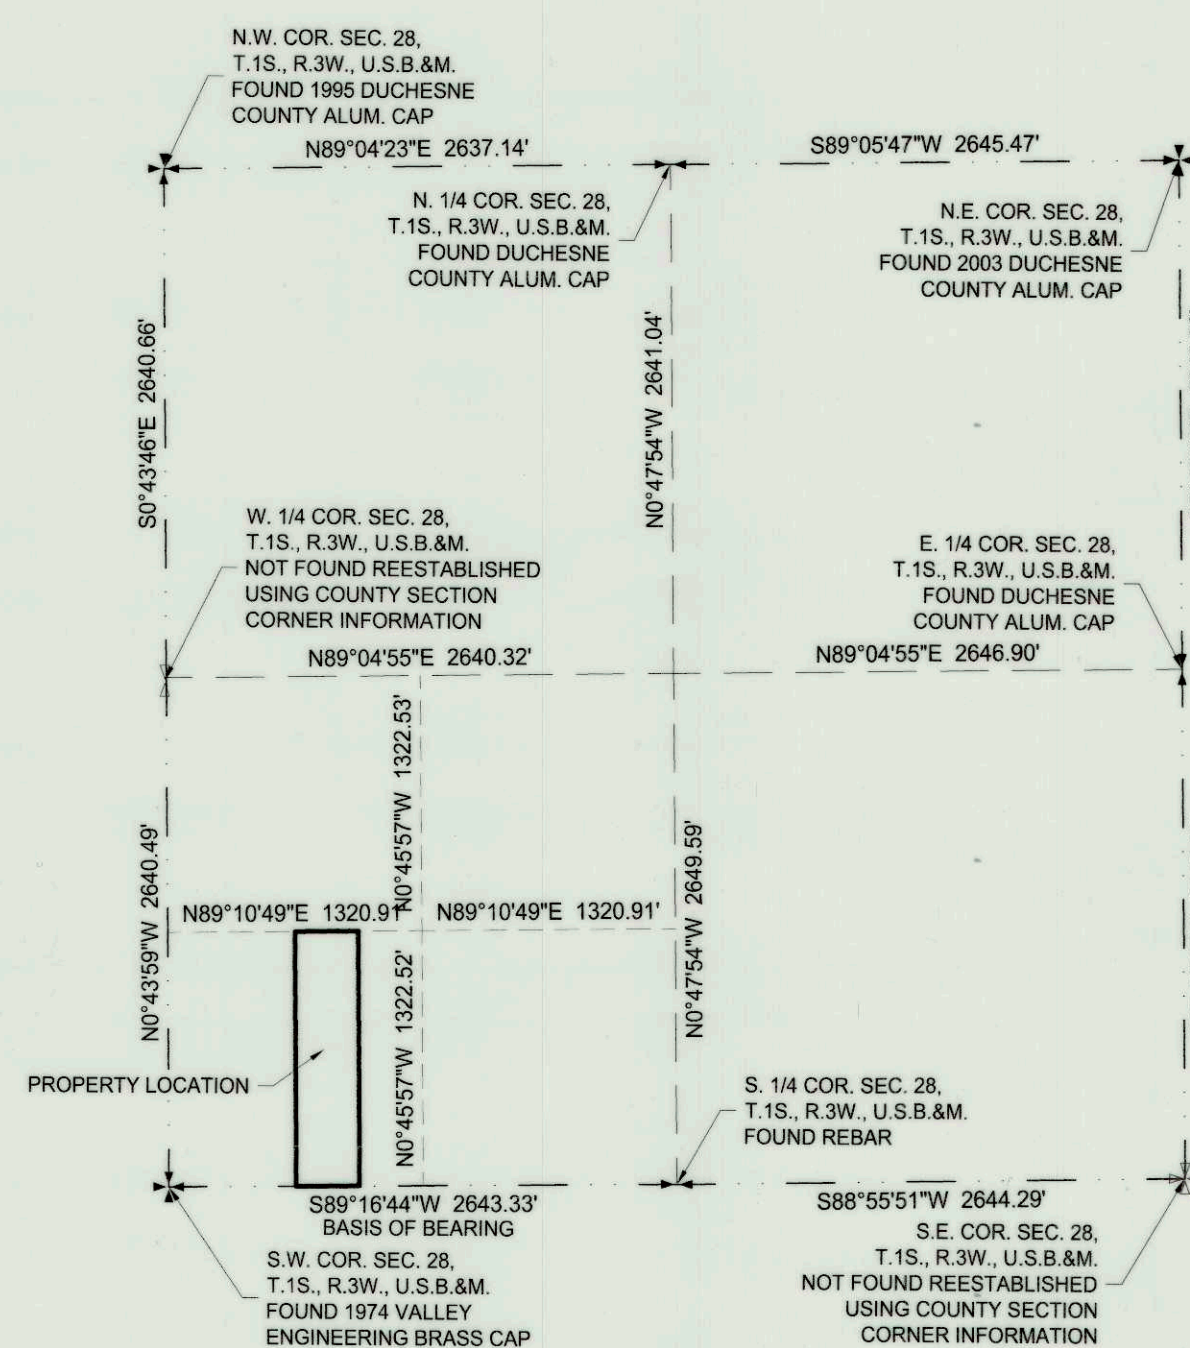 N.W. COR. SEC. 28,
T.1S., R.3W., U.S.B.&M.
FOUND 1995 DUCHESNE
COUNTY ALUM. CAP
N89°04'23"E 2637.14'
S89°05'47"W 2645.47'
N. 1/4 COR. SEC. 28,
T.1S., R.3W., U.S.B.&M.
FOUND DUCHESNE
COUNTY ALUM. CAP
N.E. COR. SEC. 28,
T.1S., R.3W., U.S.B.&M.
FOUND 2003 DUCHESNE
COUNTY ALUM. CAP
S0°43'46"E 2640.66'
N0°47'54"W 2641.04'
W. 1/4 COR. SEC. 28,
T.1S., R.3W., U.S.B.&M.
NOT FOUND REESTABLISHED
USING COUNTY SECTION
CORNER INFORMATION
E. 1/4 COR. SEC. 28,
T.1S., R.3W., U.S.B.&M.
FOUND DUCHESNE
COUNTY ALUM. CAP
N89°04'55"E 2640.32'
N89°04'55"E 2646.90'
N0°45'57"W 1322.53'
N0°43'59"W 2640.49'
N0°47'54"W 2649.59'
N89°10'49"E 1320.91'
N89°10'49"E 1320.91'
N0°45'57"W 1322.52'
PROPERTY LOCATION
S. 1/4 COR. SEC. 28,
T.1S., R.3W., U.S.B.&M.
FOUND REBAR
S89°16'44"W 2643.33'
BASIS OF BEARING
S88°55'51"W 2644.29'
S.W. COR. SEC. 28,
T.1S., R.3W., U.S.B.&M.
FOUND 1974 VALLEY
ENGINEERING BRASS CAP
S.E. COR. SEC. 28,
T.1S., R.3W., U.S.B.&M.
NOT FOUND REESTABLISHED
USING COUNTY SECTION
CORNER INFORMATION